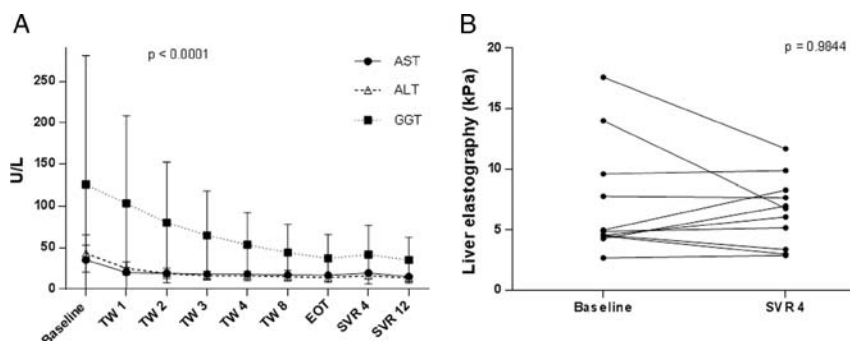 A
p < 0.0001
AST
ALT
GGT
U/L
250
200
150
100
50
0
Baseline
TW 1
TW 2
TW 3
TW 4
TW 8
EOT
SVR 4
SVR 12
B
p = 0.9844
Liver elastography (kPa)
20
15
10
5
0
Baseline
SVR 4